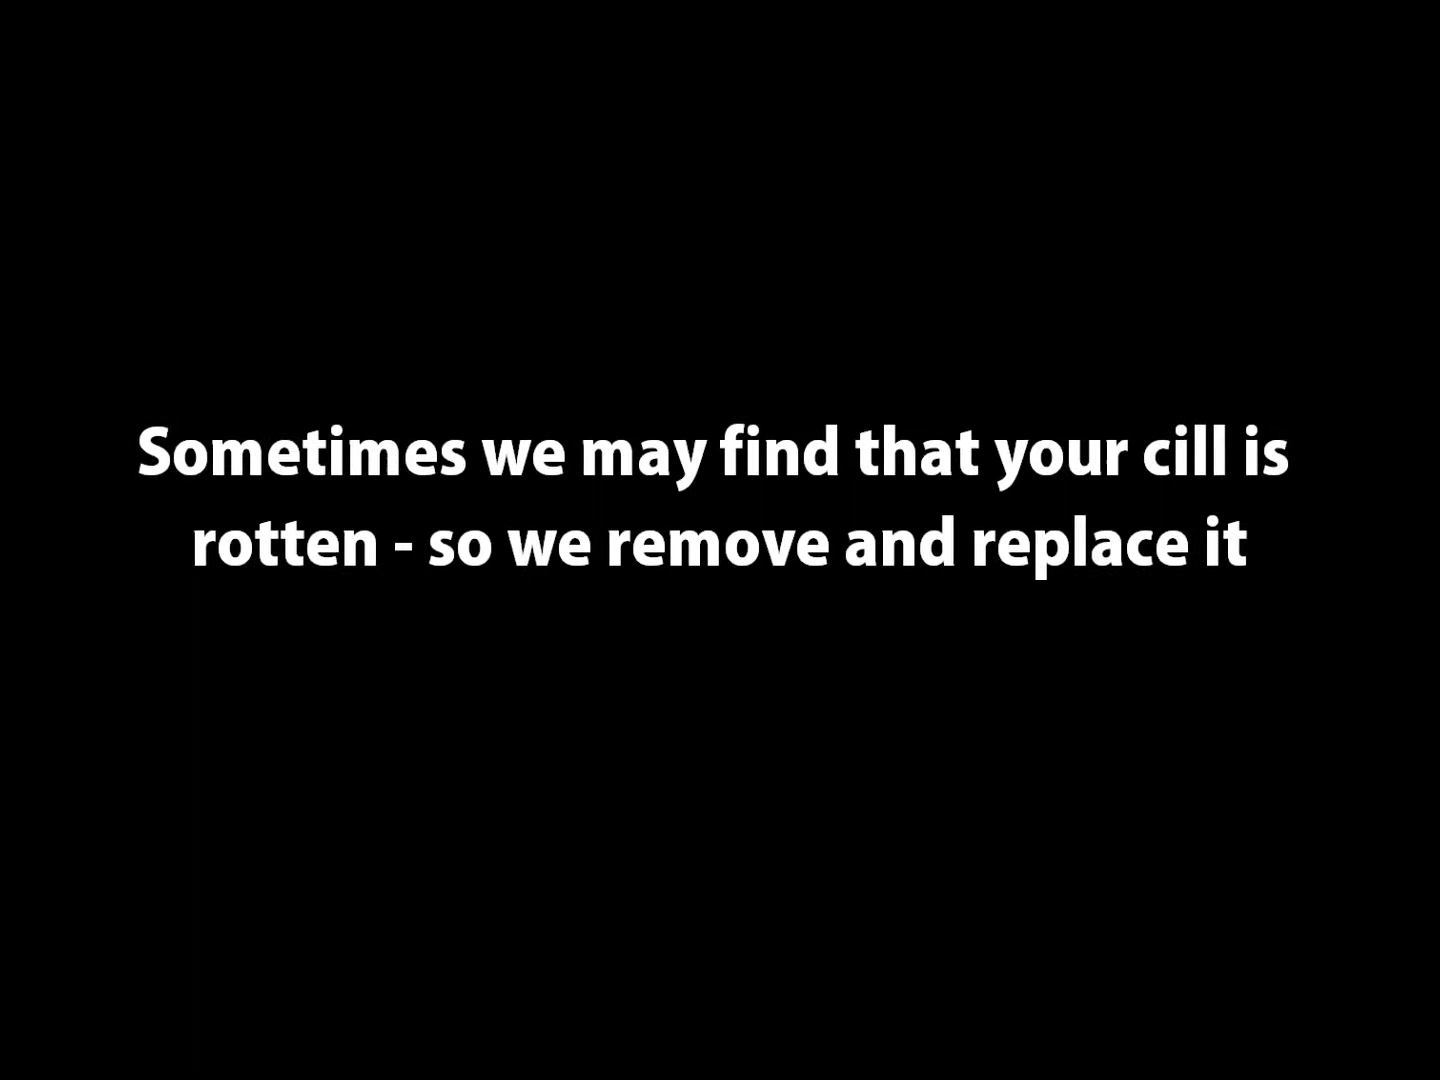 Sometimes we may find that your cill is
rotten - so we remove and replace it